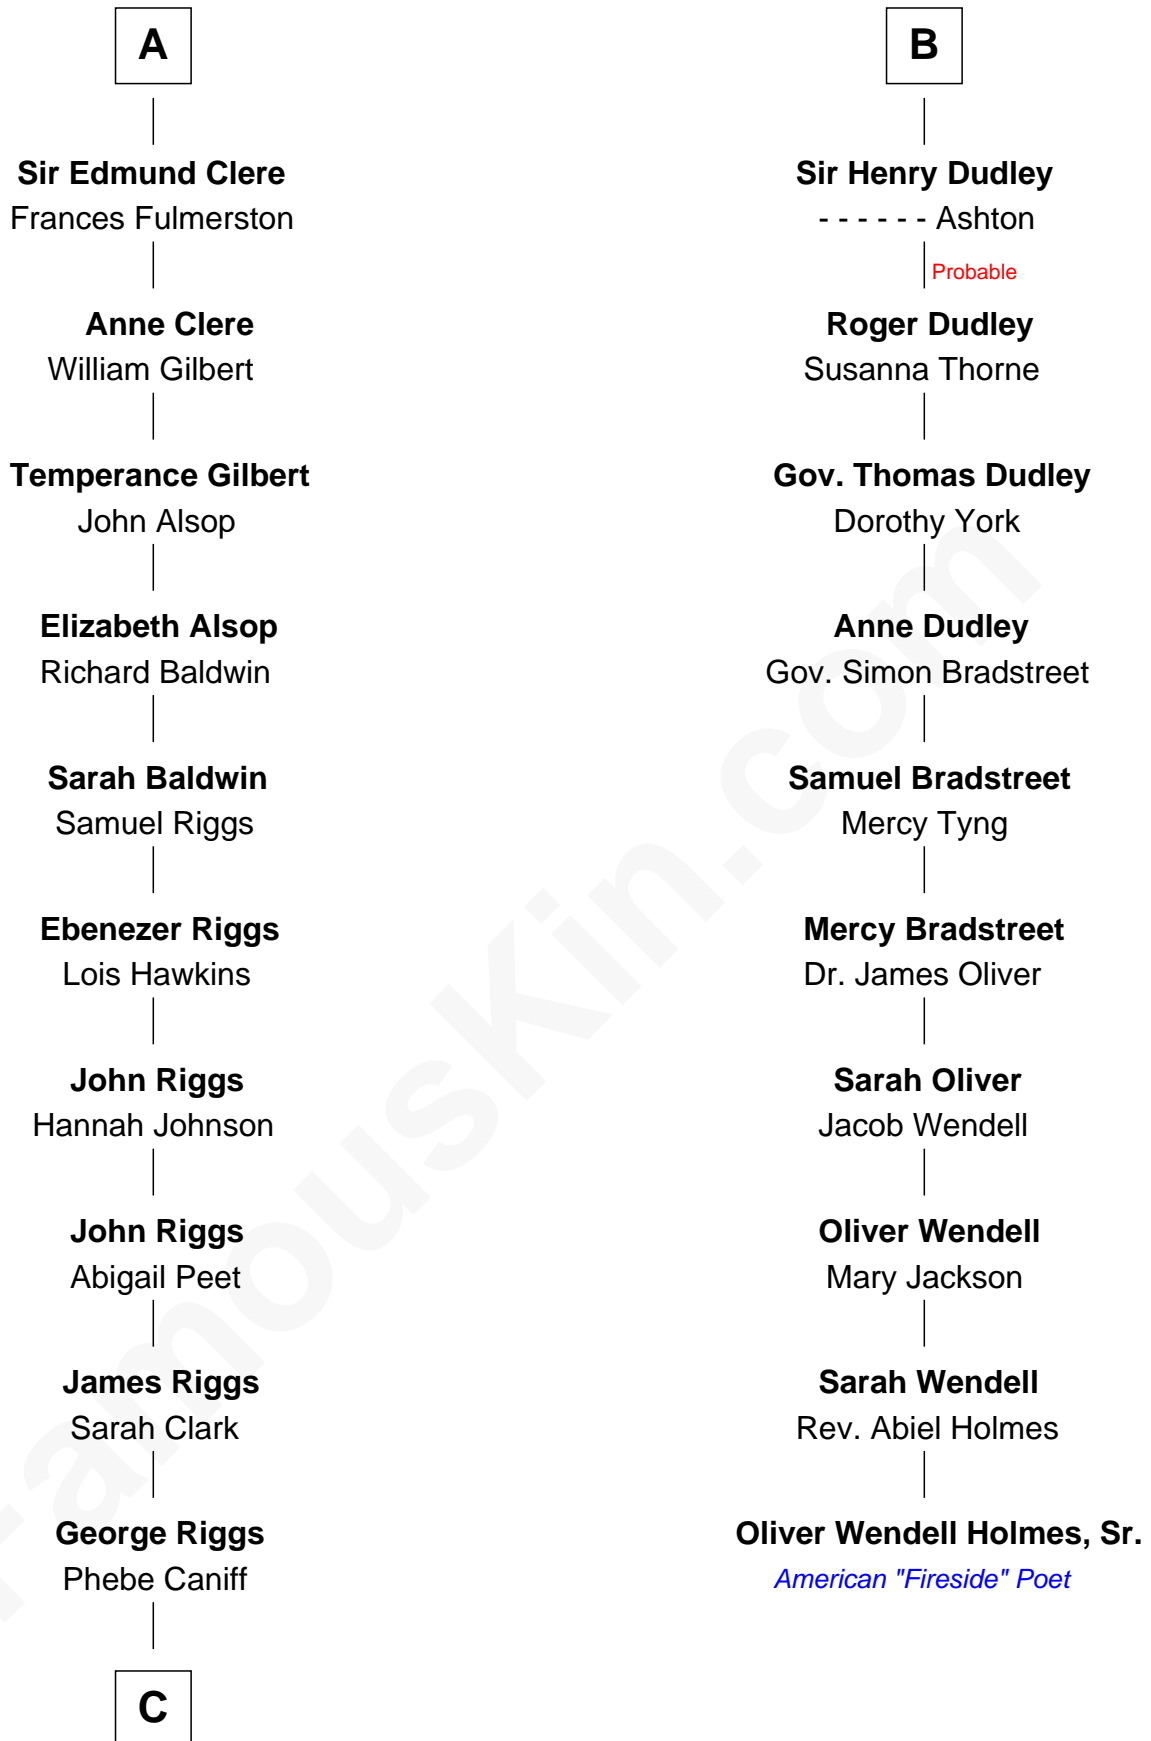 A
Sir Edmund Clere
Frances Fulmerston
Anne Clere
William Gilbert
Temperance Gilbert
John Alsop
Elizabeth Alsop
Richard Baldwin
Sarah Baldwin
Samuel Riggs
Ebenezer Riggs
Lois Hawkins
John Riggs
Hannah Johnson
John Riggs
Abigail Peet
James Riggs
Sarah Clark
George Riggs
Phebe Caniff
C
B
Sir Henry Dudley
- - - - - - Ashton
Probable
Roger Dudley
Susanna Thorne
Gov. Thomas Dudley
Dorothy York
Anne Dudley
Gov. Simon Bradstreet
Samuel Bradstreet
Mercy Tyng
Mercy Bradstreet
Dr. James Oliver
Sarah Oliver
Jacob Wendell
Oliver Wendell
Mary Jackson
Sarah Wendell
Rev. Abiel Holmes
Oliver Wendell Holmes, Sr.
American "Fireside" Poet
FamousKin.com